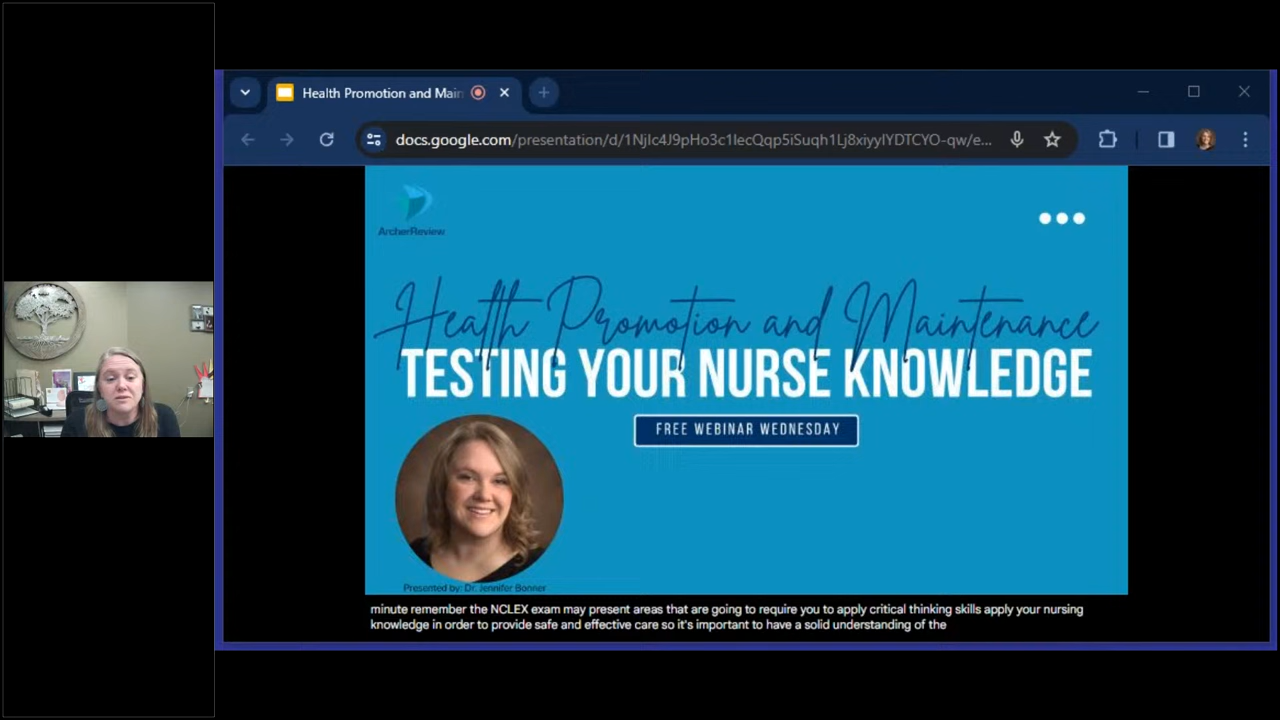 Health Promotion and Main
docs.google.com/presentation/d/1NjIc4J9pHo3c1lecQqp5iSuqh1Lj8xiyyIYDTCYO-qw/e...
ArcherReview
Health Promotion and Maintenance
TESTING YOUR NURSE KNOWLEDGE
FREE WEBINAR WEDNESDAY
Presented by: Dr. Jennifer Bonner
minute remember the NCLEX exam may present areas that are going to require you to apply critical thinking skills apply your nursing
knowledge in order to provide safe and effective care so it's important to have a solid understanding of the